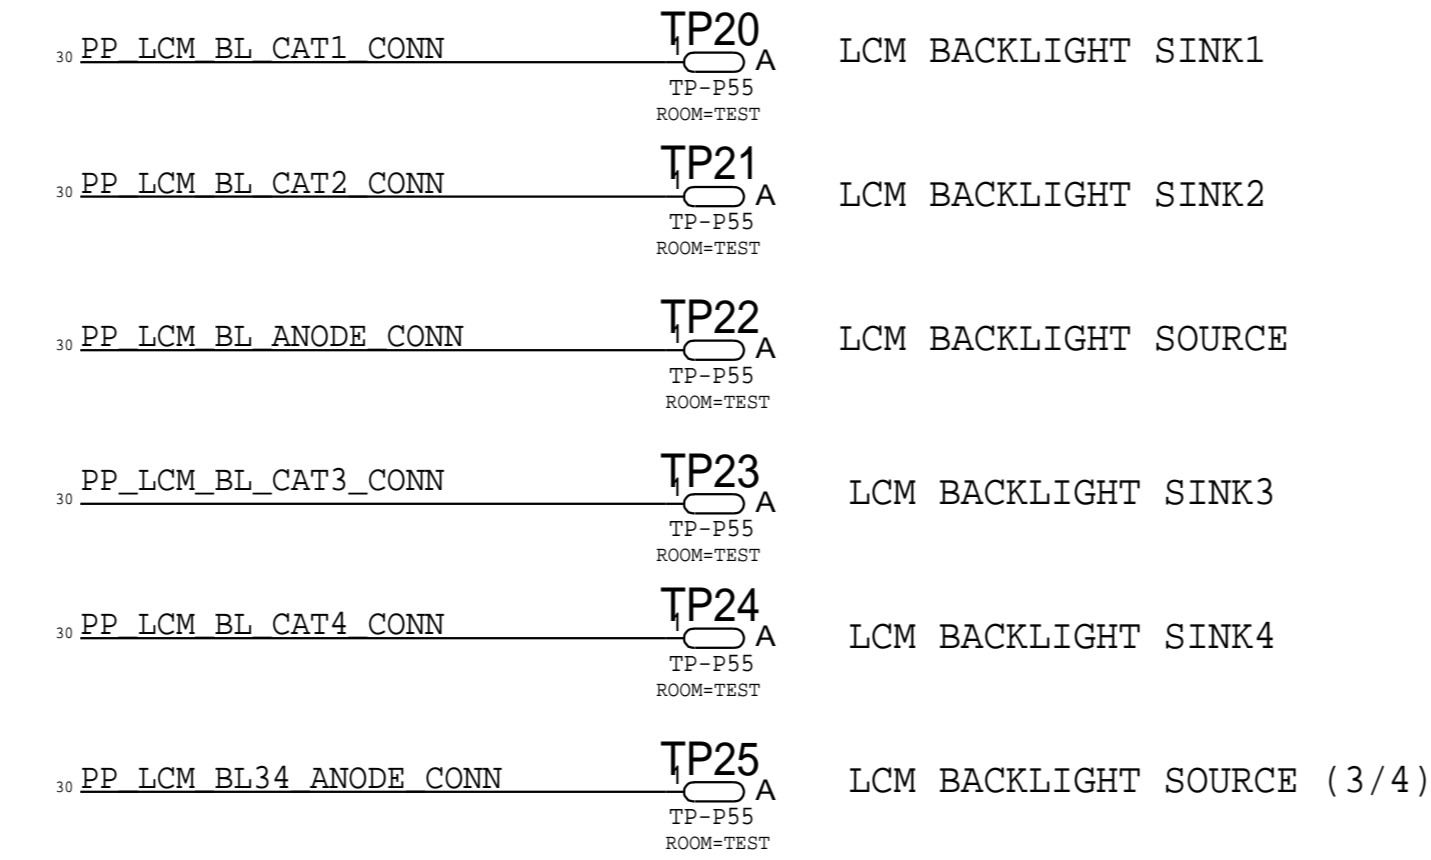 TP20
30 PP_LCM_BL_CAT1_CONN 1 A LCM BACKLIGHT SINK1
TP-P55
ROOM=TEST
TP21
30 PP_LCM_BL_CAT2_CONN 1 A LCM BACKLIGHT SINK2
TP-P55
ROOM=TEST
TP22
30 PP_LCM_BL_ANODE_CONN 1 A LCM BACKLIGHT SOURCE
TP-P55
ROOM=TEST
TP23
30 PP_LCM_BL_CAT3_CONN 1 A LCM BACKLIGHT SINK3
TP-P55
ROOM=TEST
TP24
30 PP_LCM_BL_CAT4_CONN 1 A LCM BACKLIGHT SINK4
TP-P55
ROOM=TEST
TP25
30 PP_LCM_BL34_ANODE_CONN 1 A LCM BACKLIGHT SOURCE (3/4)
TP-P55
ROOM=TEST